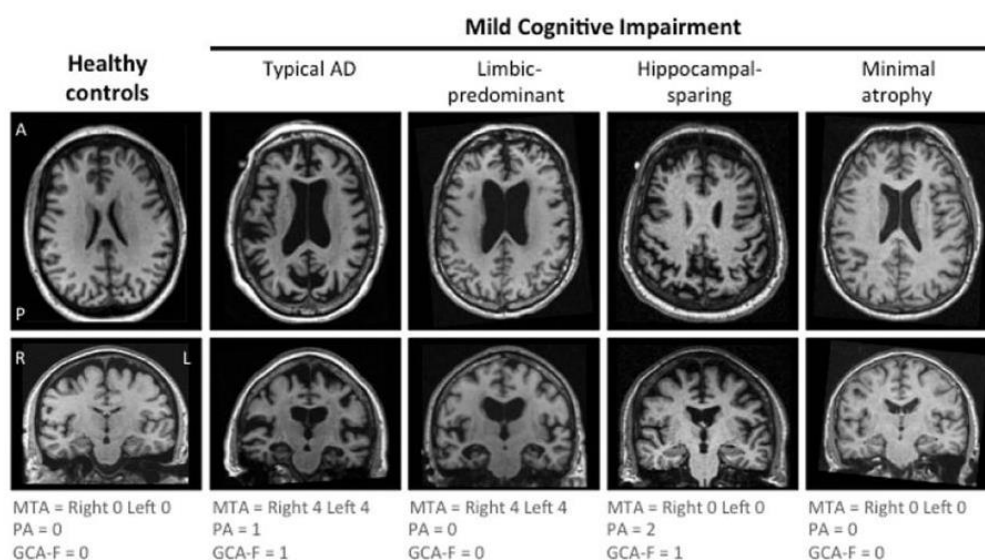 Mild Cognitive Impairment
Healthy
controls
Typical AD
Limbic-
predominant
Hippocampal-
sparing
Minimal
atrophy
A
P
R L
MTA = Right 0 Left 0
PA = 0
GCA-F = 0
MTA = Right 4 Left 4
PA = 1
GCA-F = 1
MTA = Right 4 Left 4
PA = 0
GCA-F = 0
MTA = Right 0 Left 0
PA = 2
GCA-F = 1
MTA = Right 0 Left 0
PA = 0
GCA-F = 0